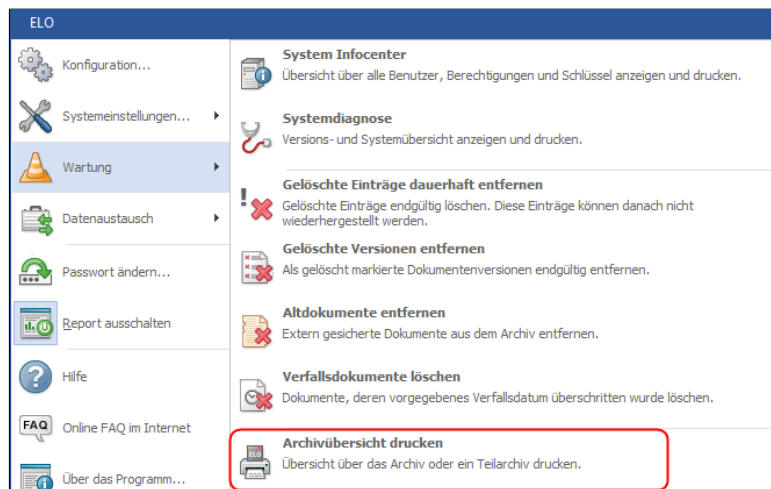 ELO
Konfiguration...
Systemeinstellungen...
Wartung
Datenaustausch
Passwort ändern...
Report ausschalten
Hilfe
FAQ
Online FAQ im Internet
Über das Programm...
System Infocenter
Übersicht über alle Benutzer, Berechtigungen und Schlüssel anzeigen und drucken.
Systemdiagnose
Versions- und Systemübersicht anzeigen und drucken.
Gelöschte Einträge dauerhaft entfernen
Gelöschte Einträge endgültig löschen. Diese Einträge können danach nicht
wiederhergestellt werden.
Gelöschte Versionen entfernen
Als gelöscht markierte Dokumentenversionen endgültig entfernen.
Altdokumente entfernen
Extern gesicherte Dokumente aus dem Archiv entfernen.
Verfallsdokumente löschen
Dokumente, deren vorgegebenes Verfallsdatum überschritten wurde löschen.
ELO
Archivübersicht drucken
Übersicht über das Archiv oder ein Teilarchiv drucken.